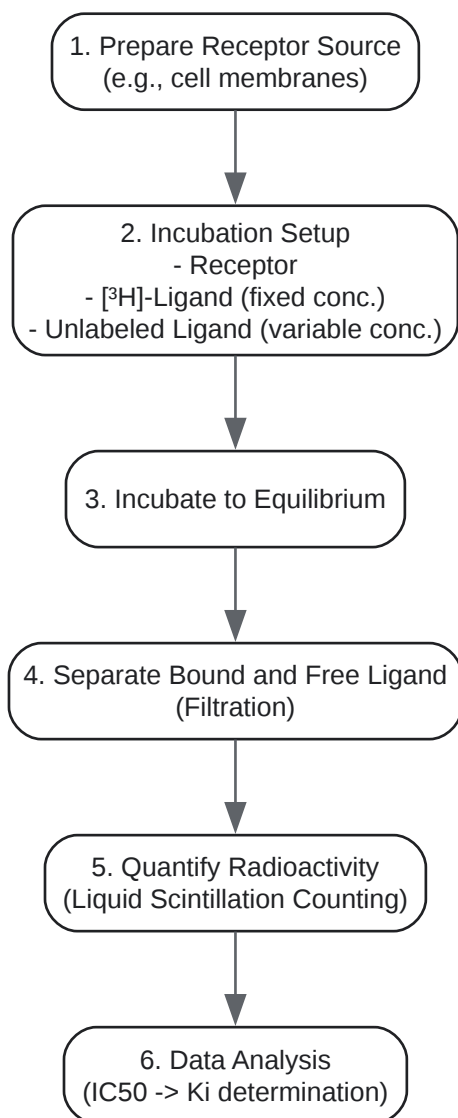 1. Prepare Receptor Source
(e.g., cell membranes)
2. Incubation Setup
- Receptor
- [³H]-Ligand (fixed conc.)
- Unlabeled Ligand (variable conc.)
3. Incubate to Equilibrium
4. Separate Bound and Free Ligand
(Filtration)
5. Quantify Radioactivity
(Liquid Scintillation Counting)
6. Data Analysis
(IC50 -> Ki determination)